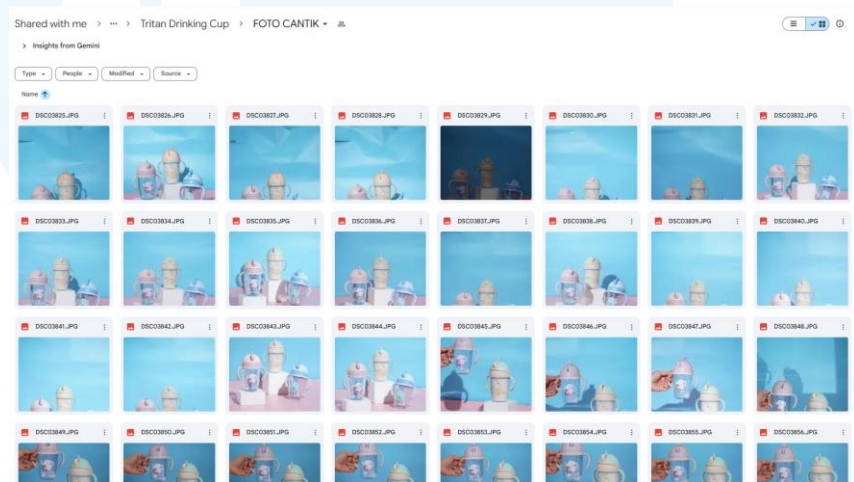 Shared with me > ... > Tritan Drinking Cup > FOTO CANTIK
Insights from Gemini
Type People Modified Source
Name
DSC03825.JPG DSC03826.JPG DSC03827.JPG DSC03828.JPG DSC03829.JPG DSC03830.JPG DSC03831.JPG DSC03832.JPG
DSC03833.JPG DSC03834.JPG DSC03835.JPG DSC03836.JPG DSC03837.JPG DSC03838.JPG DSC03839.JPG DSC03840.JPG
DSC03841.JPG DSC03842.JPG DSC03843.JPG DSC03844.JPG DSC03845.JPG DSC03846.JPG DSC03847.JPG DSC03848.JPG
DSC03849.JPG DSC03850.JPG DSC03851.JPG DSC03852.JPG DSC03853.JPG DSC03854.JPG DSC03855.JPG DSC03856.JPG